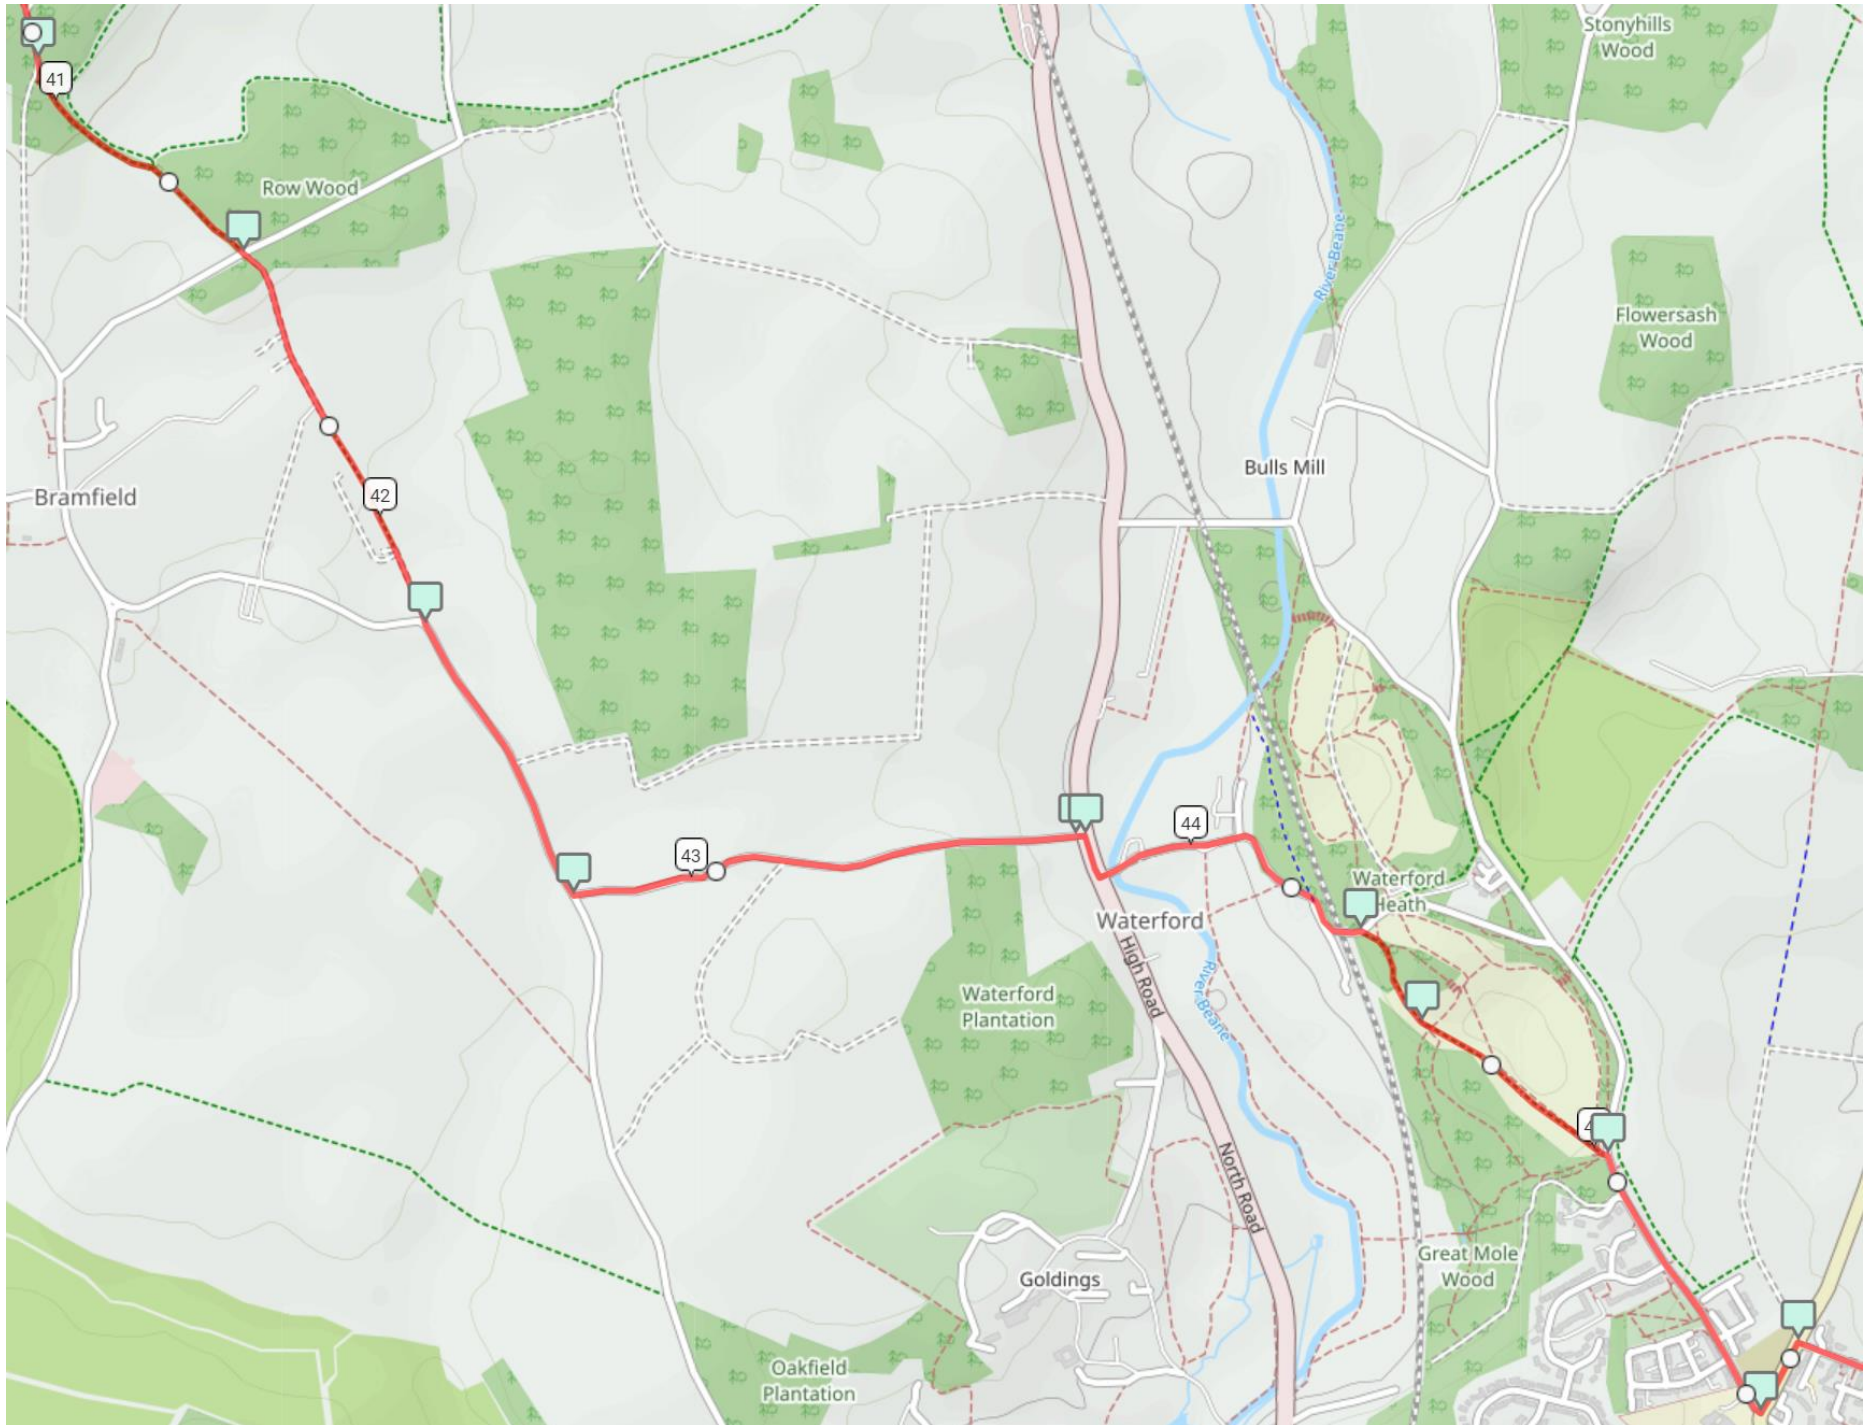 Stonyhills
Wood
41
Row Wood
River Beane
Flowersash
Wood
Bulls Mill
42
Bramfield
44
43
Waterford
Heath
Waterford
High Road
Waterford
Plantation
River Beane
North Road
Great Mole
Wood
Goldings
Oakfield
Plantation